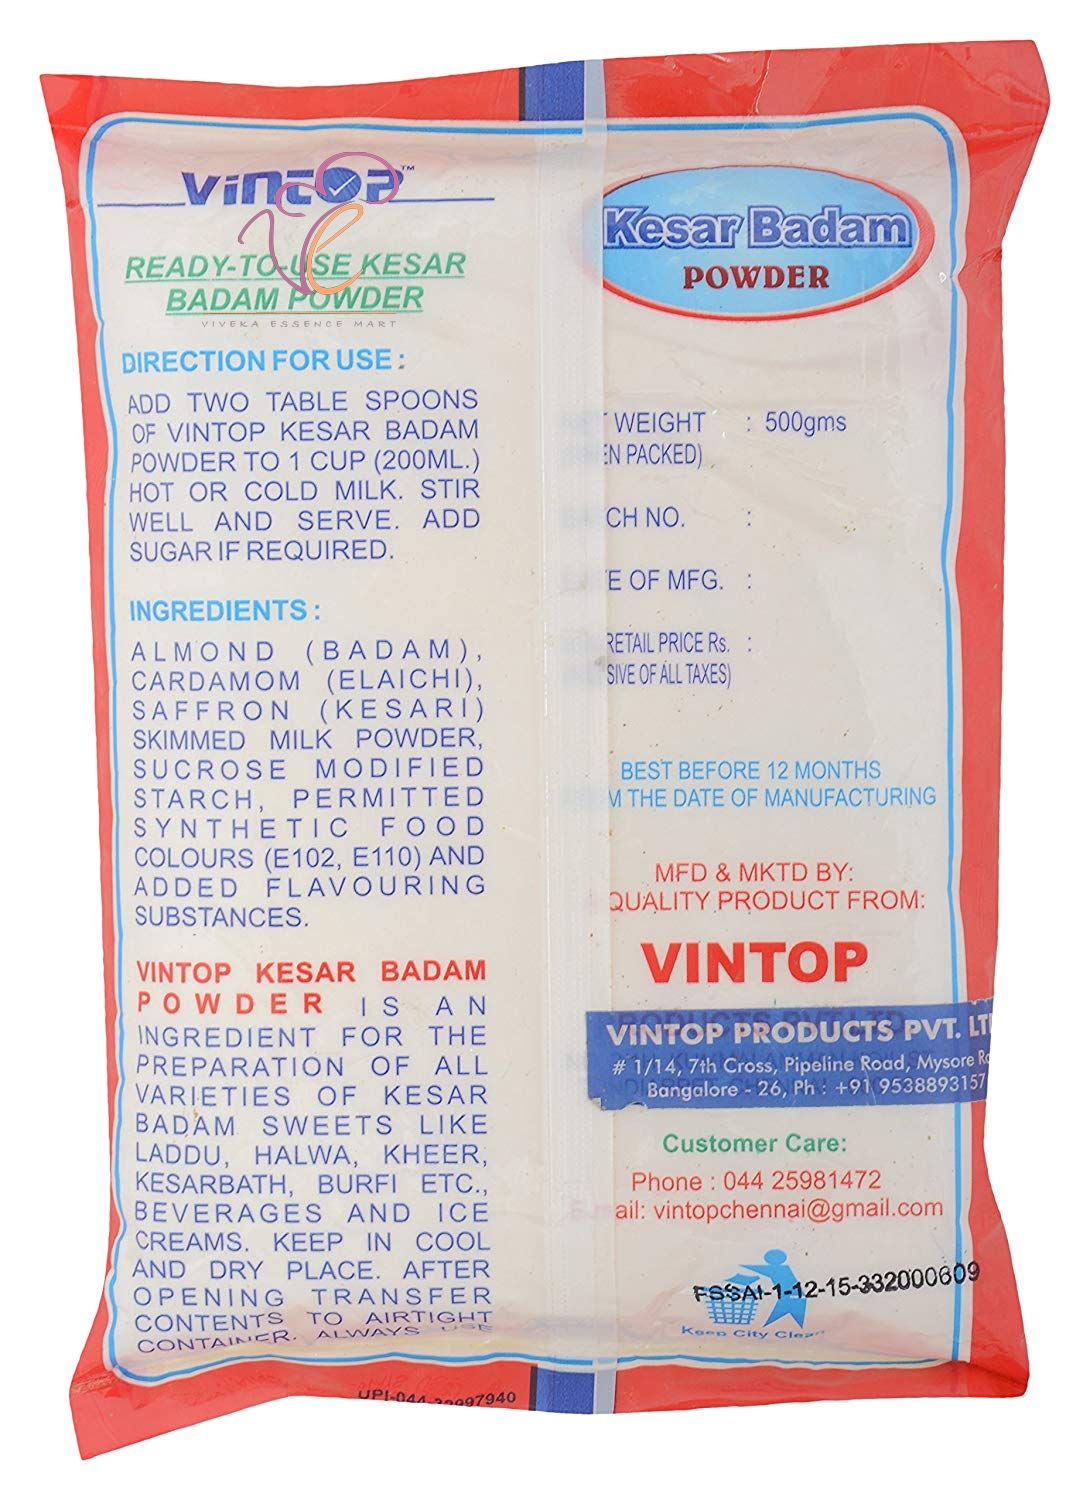 VINTOP™
READY-TO-USE KESAR
BADAM POWDER
VIVEKA ESSENCE MART
DIRECTION FOR USE :
ADD TWO TABLE SPOONS
OF VINTOP KESAR BADAM
POWDER TO 1 CUP (200ML.)
HOT OR COLD MILK. STIR
WELL AND SERVE. ADD
SUGAR IF REQUIRED.
INGREDIENTS :
ALMOND (BADAM),
CARDAMOM (ELAICHI),
SAFFRON (KESARI)
SKIMMED MILK POWDER,
SUCROSE MODIFIED
STARCH, PERMITTED
SYNTHETIC FOOD
COLOURS (E102, E110) AND
ADDED FLAVOURING
SUBSTANCES.
VINTOP KESAR BADAM
POWDER IS AN
INGREDIENT FOR THE
PREPARATION OF ALL
VARIETIES OF KESAR
BADAM SWEETS LIKE
LADDU, HALWA, KHEER,
KESARBATH, BURFI ETC.,
BEVERAGES AND ICE
CREAMS. KEEP IN COOL
AND DRY PLACE. AFTER
OPENING TRANSFER
CONTENTS TO AIRTIGHT
CONTAINER. ALWAYS USE
Kesar Badam
POWDER
WEIGHT : 500gms
PACKED)
NO. :
OF MFG. :
RETAIL PRICE Rs. :
OF ALL TAXES)
BEST BEFORE 12 MONTHS
THE DATE OF MANUFACTURING
MFD & MKTD BY:
QUALITY PRODUCT FROM:
VINTOP
VINTOP PRODUCTS PVT.
# 1/14, 7th Cross, Pipeline Road, Mysore
Bangalore - 26, Ph : +91 9538893157
Customer Care:
Phone : 044 25981472
vintopchennai@gmail.com
FSSAI-1-12-15-332000609
Keep City Clean